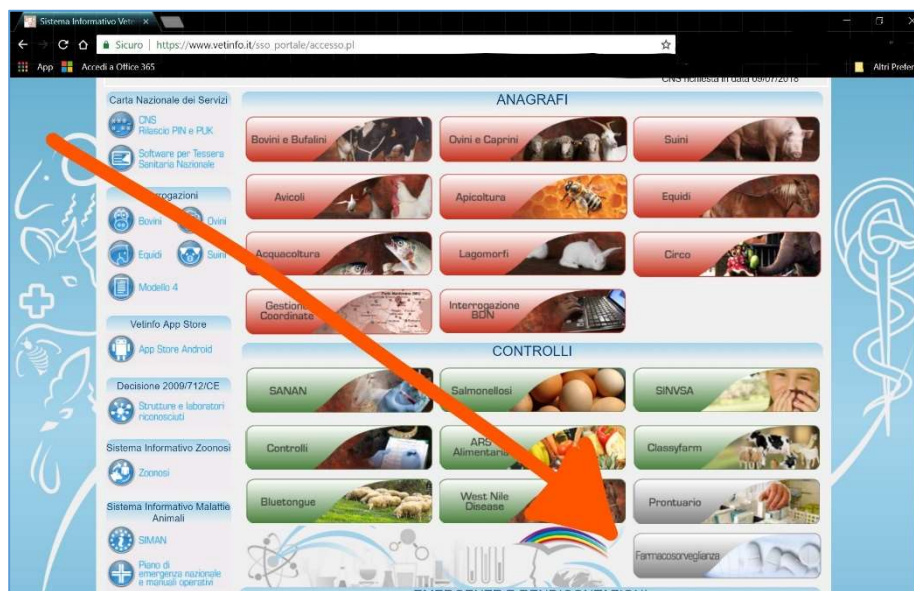 Sistema Informativo Vet
Sicuro | https://www.vetinfo.it/sso_portale/accesso.pl
App
Accedi a Office 365
Altri Prefer
CNS richiesta in data 09/07/2018
Carta Nazionale dei Servizi
CNS
Rilascio PIN e PUK
Software per Tessera
Sanitaria Nazionale
Bovini
Ovini
Equidi
Suini
Modello 4
Vetinfo App Store
App Store Android
Decisione 2009/712/CE
Strutture e laboratori
riconosciuti
Sistema Informativo Zoonosi
Zoonosi
Sistema Informativo Malattie
Animali
SIMAN
Piano di
emergenza nazionale
e manuali operativi
ANAGRAFI
Bovini e Bufalini
Ovini e Caprini
Suini
Avicoli
Apicoltura
Equidi
Acquacoltura
Lagomorfi
Circo
Gestione
Coordinate
Interrogazione
BDN
CONTROLLI
SANAN
Salmonellosi
SINVSA
Controlli
ARS
Alimentaria
Classyfarm
Bluetongue
West Nile
Disease
Prontuario
Farmacosorveglianza